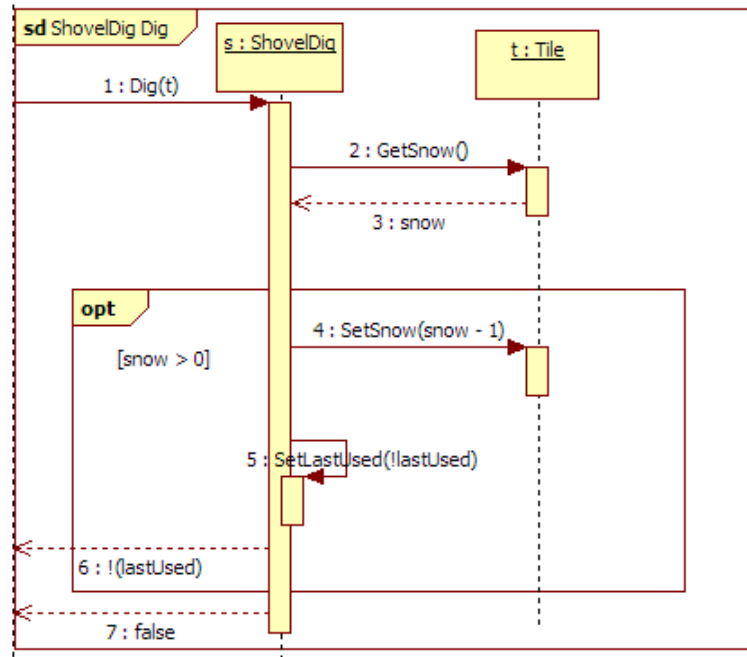 sd ShovelDig Dig
s : ShovelDig
t : Tile
1 : Dig(t)
2 : GetSnow()
3 : snow
opt
[snow > 0]
4 : SetSnow(snow - 1)
5 : SetLastUsed(!lastUsed)
6 : !(lastUsed)
7 : false